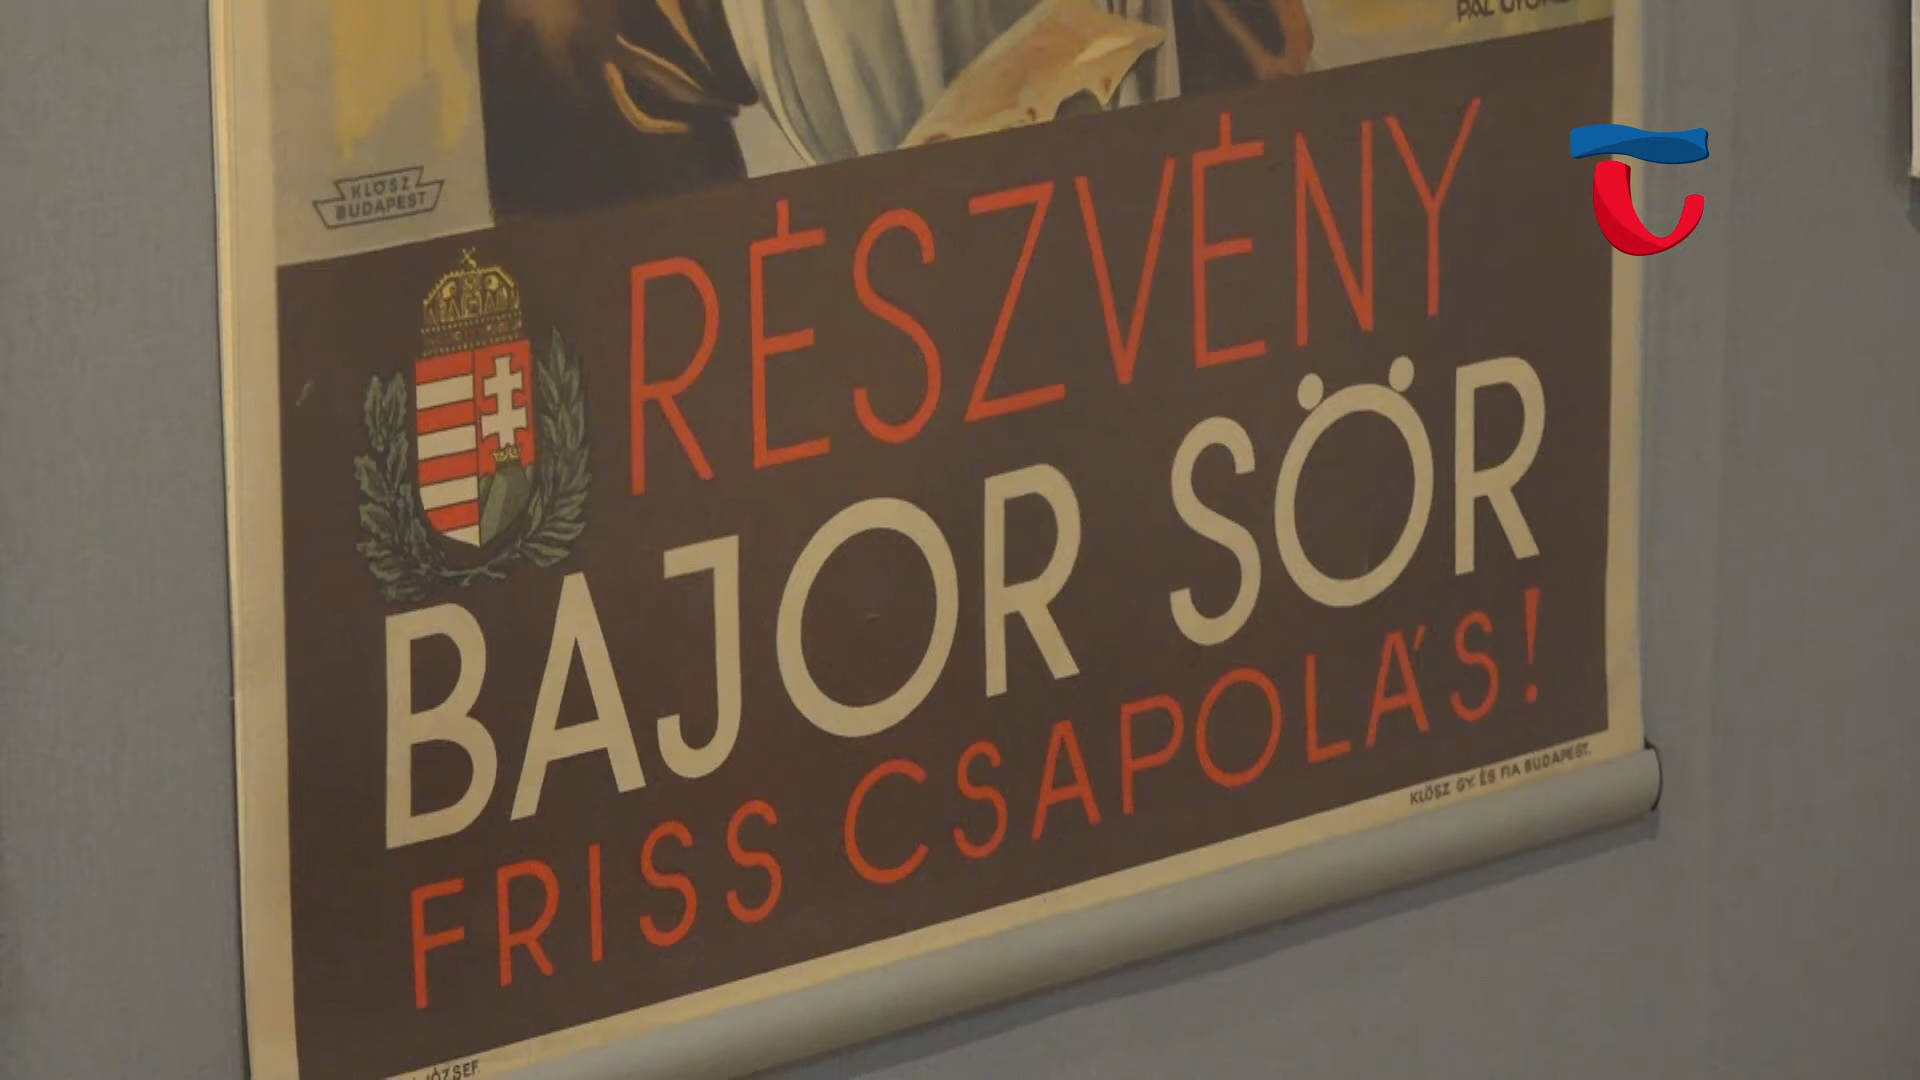 KLÖSZ
BUDAPEST
RÉSZVÉNY
BAJOR SÖR
FRISS CSAPOLÁS!
KLÖSZ GY. ÉS FIA BUDAPEST.